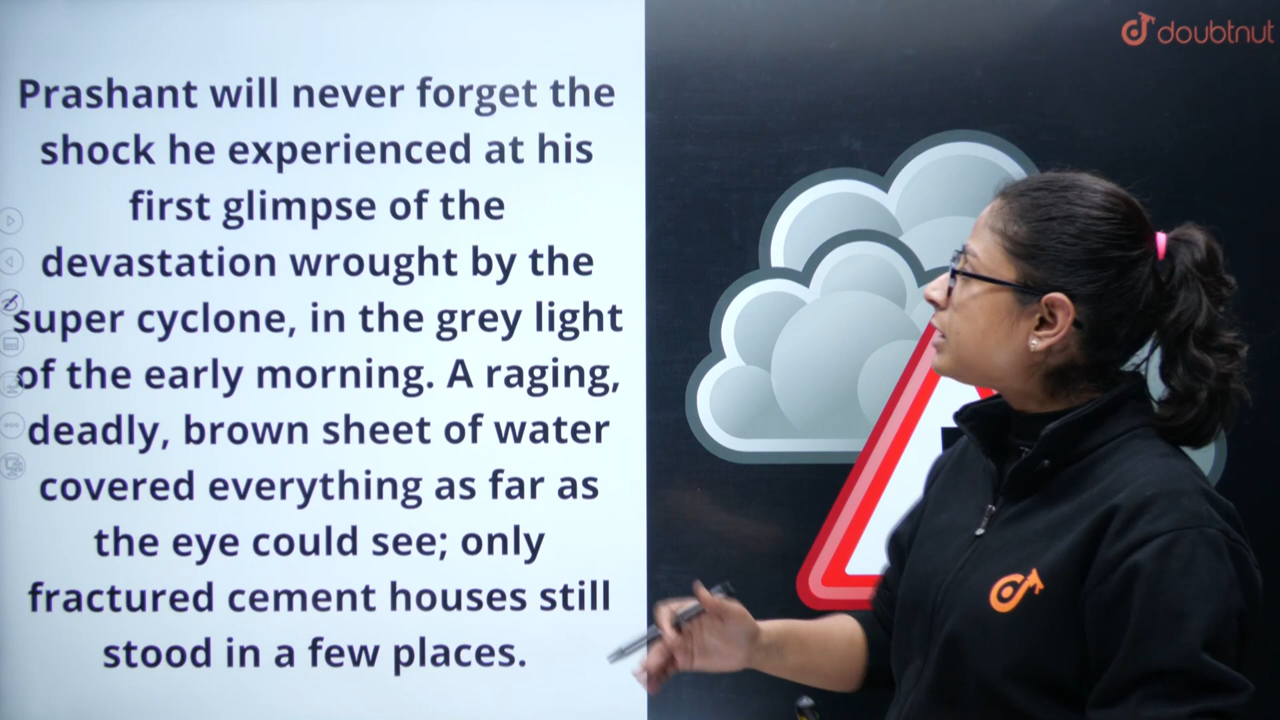 doubtnut
Prashant will never forget the
shock he experienced at his
first glimpse of the
devastation wrought by the
super cyclone, in the grey light
of the early morning. A raging,
deadly, brown sheet of water
covered everything as far as
the eye could see; only
fractured cement houses still
stood in a few places.